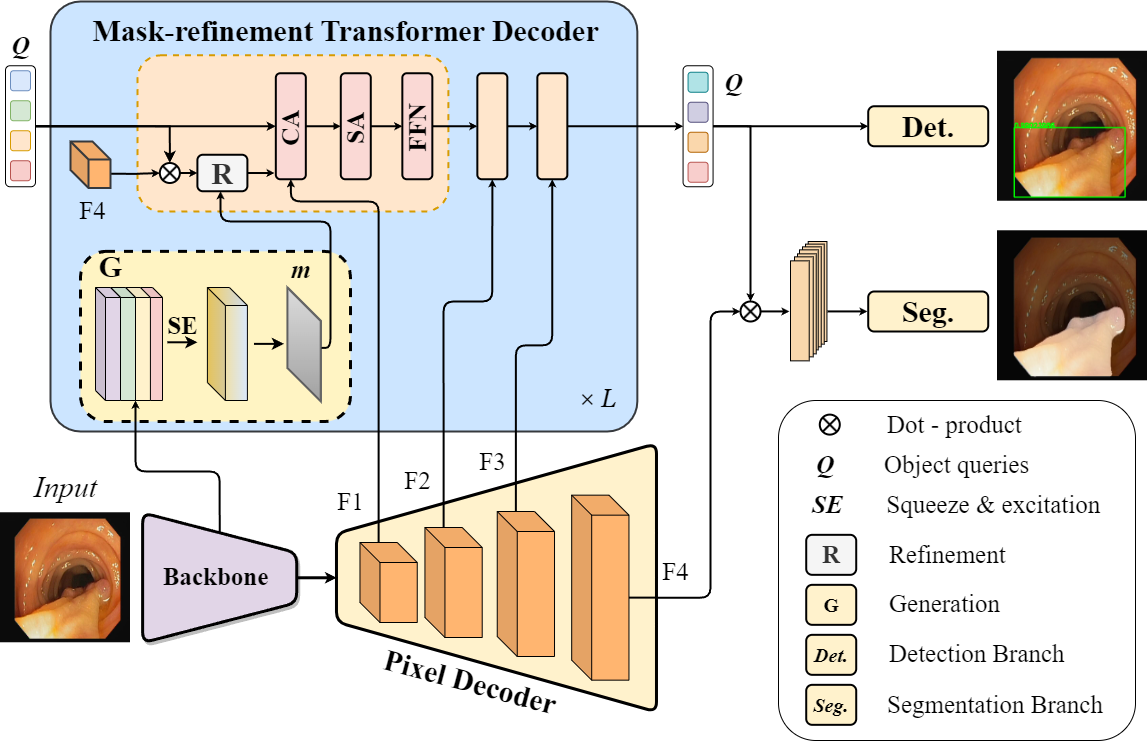 Mask-refinement Transformer Decoder
Q
CA
SA
FFN
Q
Det.
R
F4
G
m
SE
Seg.
× L
Input
F1
F2
F3
F4
Backbone
Pixel Decoder
Dot - product
Q Object queries
SE Squeeze & excitation
R Refinement
G Generation
Det. Detection Branch
Seg. Segmentation Branch